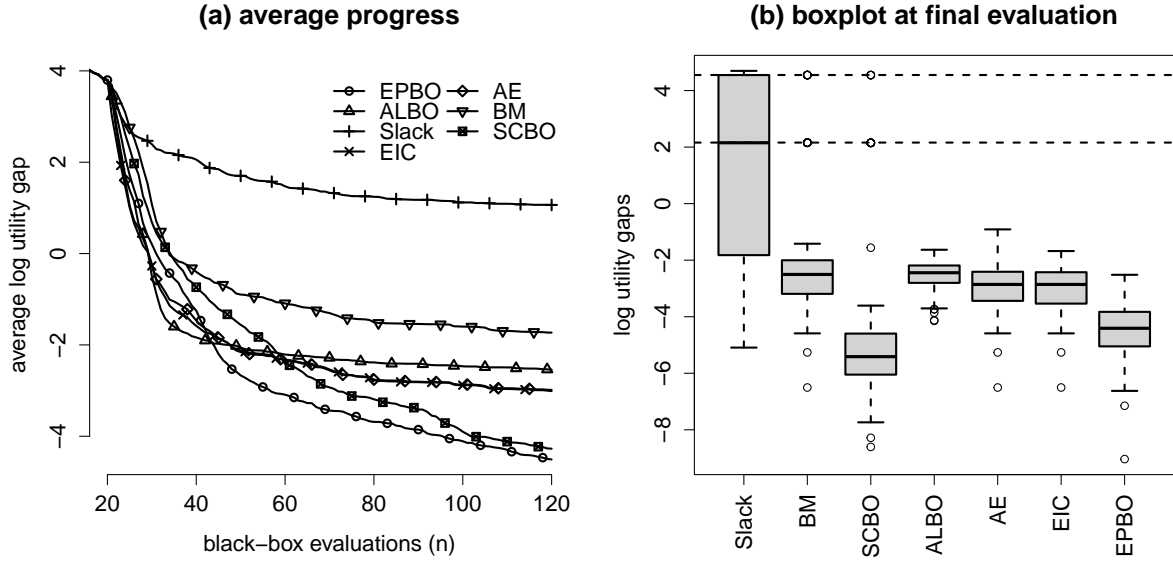 (a) average progress
average log utility gap
4
2
0
−2
−4
20 40 60 80 100 120
black−box evaluations (n)
EPBO
ALBO
Slack
EIC
AE
BM
SCBO
(b) boxplot at final evaluation
log utility gaps
4
2
0
−2
−4
−6
−8
Slack
BM
SCBO
ALBO
AE
EIC
EPBO